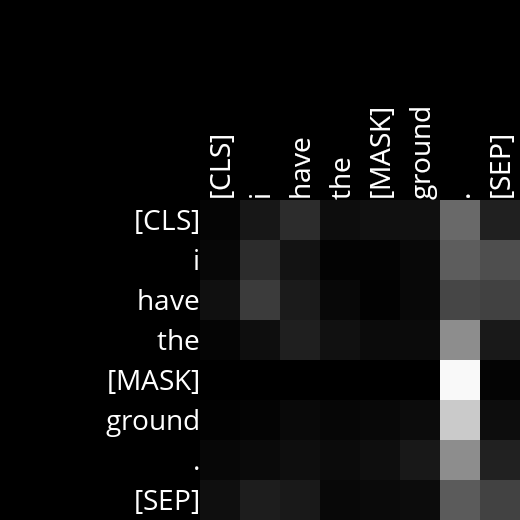 [CLS] i have the [MASK] ground . [SEP]
[CLS]
i
have
the
[MASK]
ground
.
[SEP]